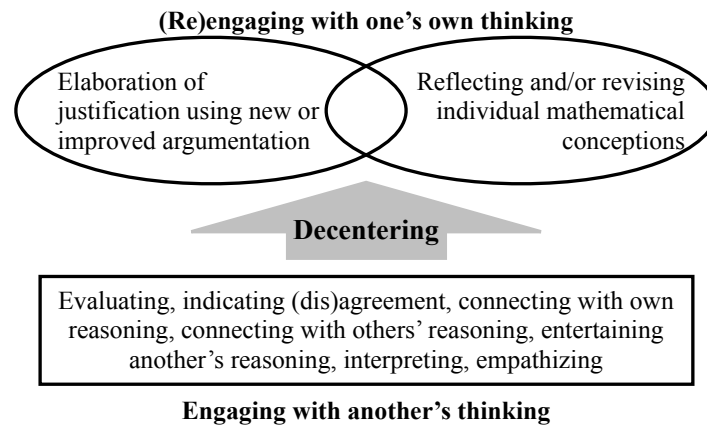 (Re)engaging with one’s own thinking
Elaboration of
justification using new or
improved argumentation
Reflecting and/or revising
individual mathematical
conceptions
Decentering
Evaluating, indicating (dis)agreement, connecting with own
reasoning, connecting with others’ reasoning, entertaining
another’s reasoning, interpreting, empathizing
Engaging with another’s thinking